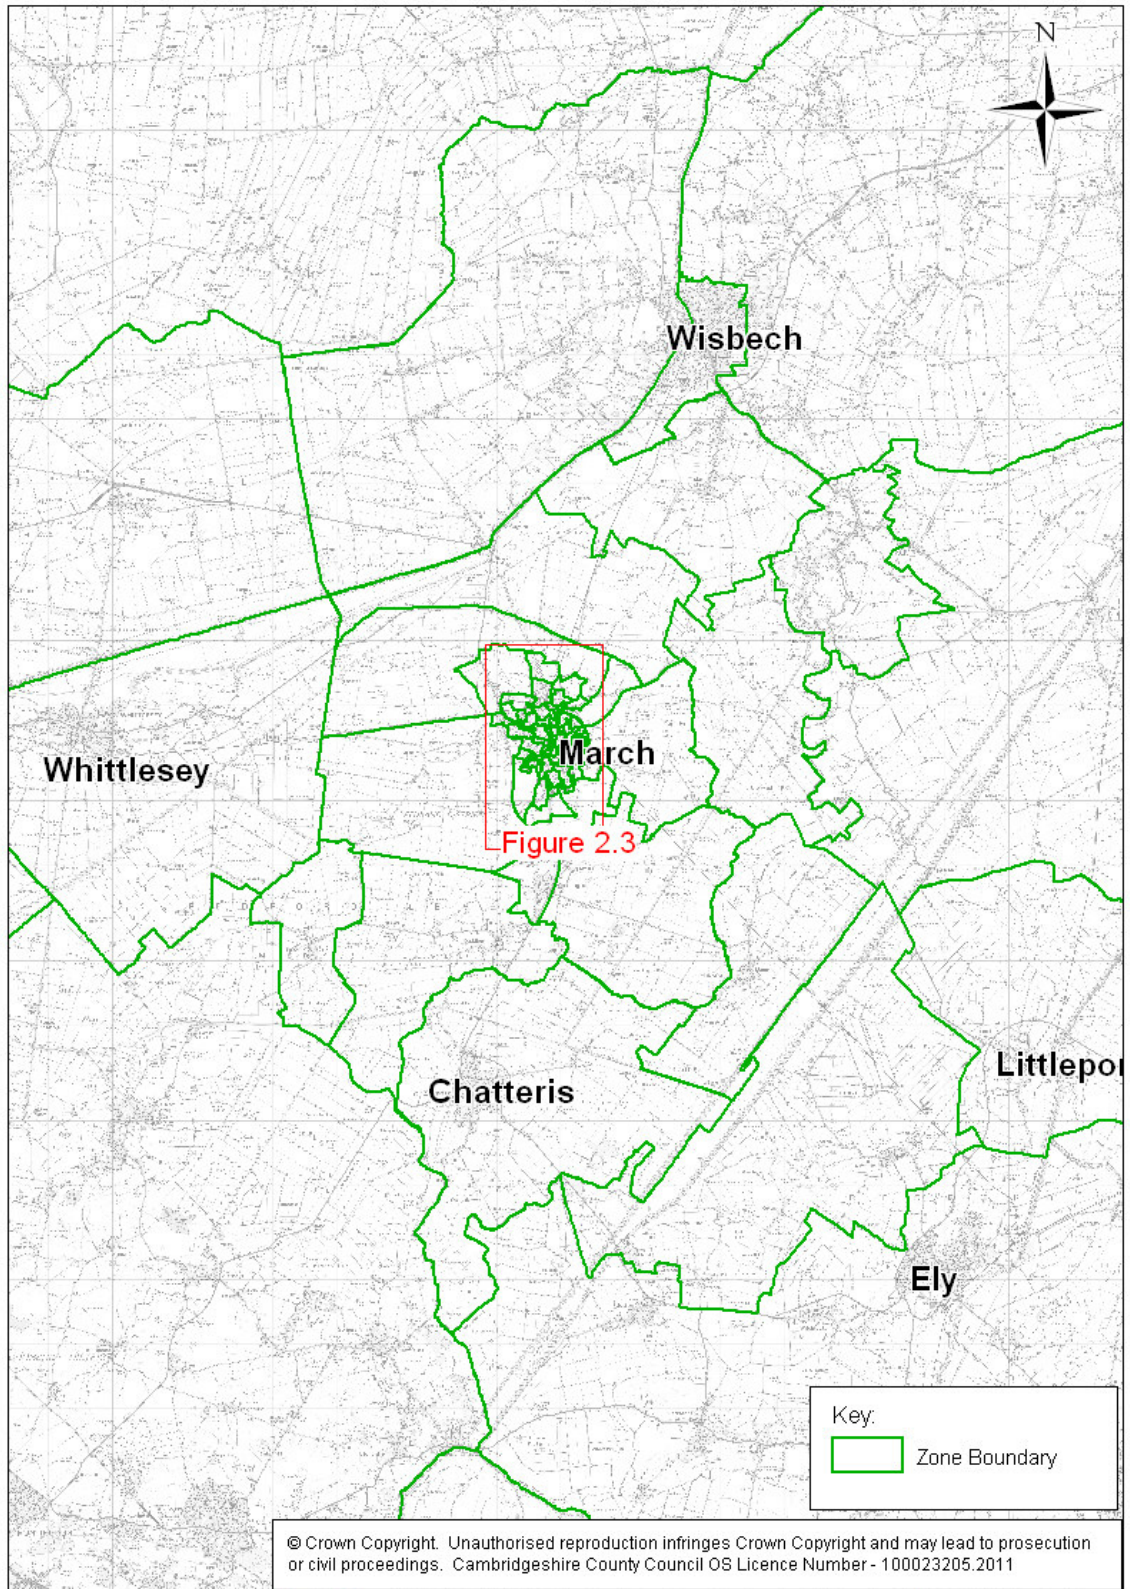 N
Wisbech
March
Whittlesey
Figure 2.3
Littlepor
Chatteris
Ely
Key:
Zone Boundary
© Crown Copyright. Unauthorised reproduction infringes Crown Copyright and may lead to prosecution
or civil proceedings. Cambridgeshire County Council OS Licence Number - 100023205.2011